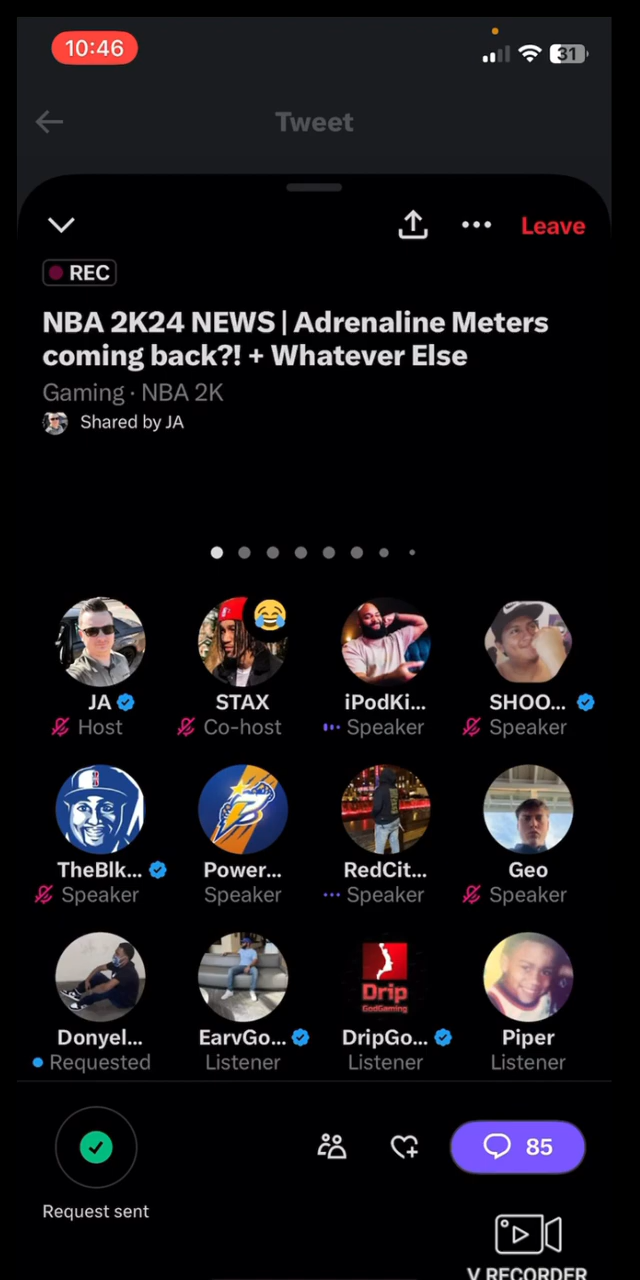 10:46
31
Tweet
Leave
REC
NBA 2K24 NEWS | Adrenaline Meters
coming back?! + Whatever Else
Gaming · NBA 2K
Shared by JA
JA
STAX
iPodKi...
SHOO...
Host
Co-host
Speaker
Speaker
TheBlk...
Power...
RedCit...
Geo
Speaker
Speaker
Speaker
Speaker
Drip
GodGaming
Donyel...
EarvGo...
DripGo...
Piper
Requested
Listener
Listener
Listener
85
Request sent
V RECORDER